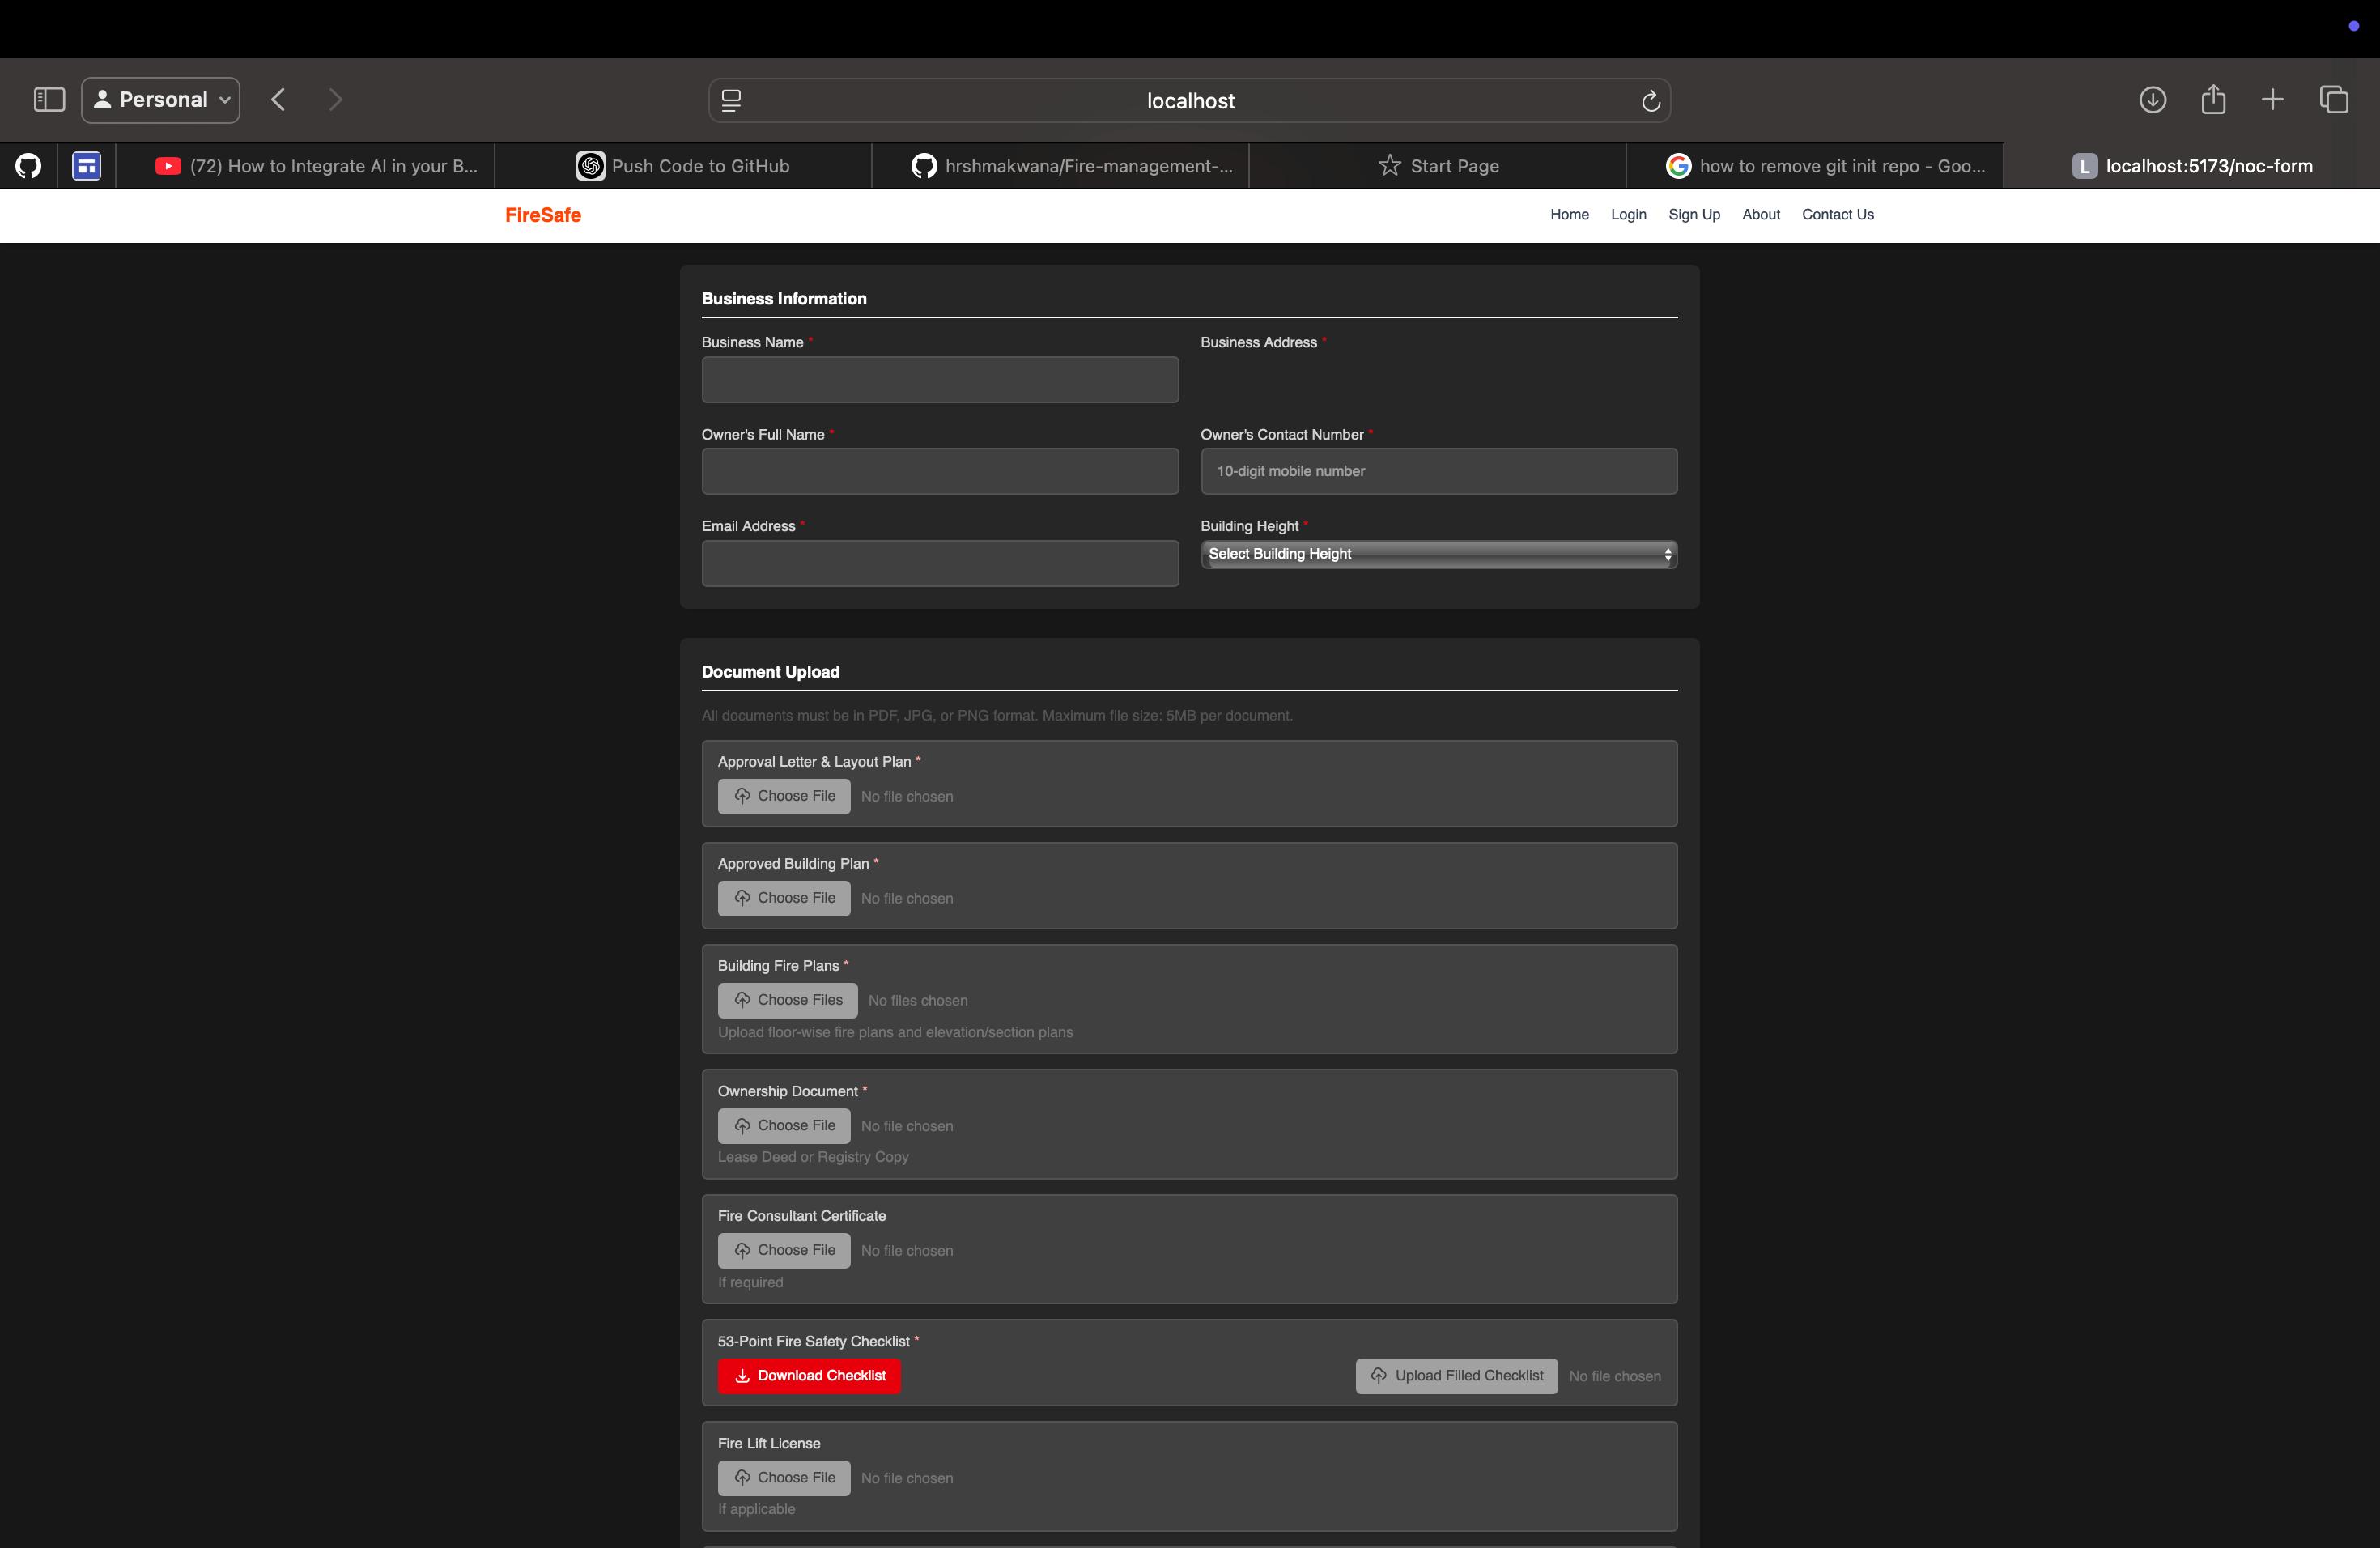 Personal
localhost
(72) How to Integrate AI in your B...
Push Code to GitHub
hrshmakwana/Fire-management-...
Start Page
how to remove git init repo - Goo...
L localhost:5173/noc-form
FireSafe
Home Login Sign Up About Contact Us
Business Information
Business Name *
Business Address *
Owner's Full Name *
Owner's Contact Number *
10-digit mobile number
Email Address *
Building Height *
Select Building Height
Document Upload
All documents must be in PDF, JPG, or PNG format. Maximum file size: 5MB per document.
Approval Letter & Layout Plan *
Choose File No file chosen
Approved Building Plan *
Choose File No file chosen
Building Fire Plans *
Choose Files No files chosen
Upload floor-wise fire plans and elevation/section plans
Ownership Document *
Choose File No file chosen
Lease Deed or Registry Copy
Fire Consultant Certificate
Choose File No file chosen
If required
53-Point Fire Safety Checklist *
Download Checklist Upload Filled Checklist No file chosen
Fire Lift License
Choose File No file chosen
If applicable